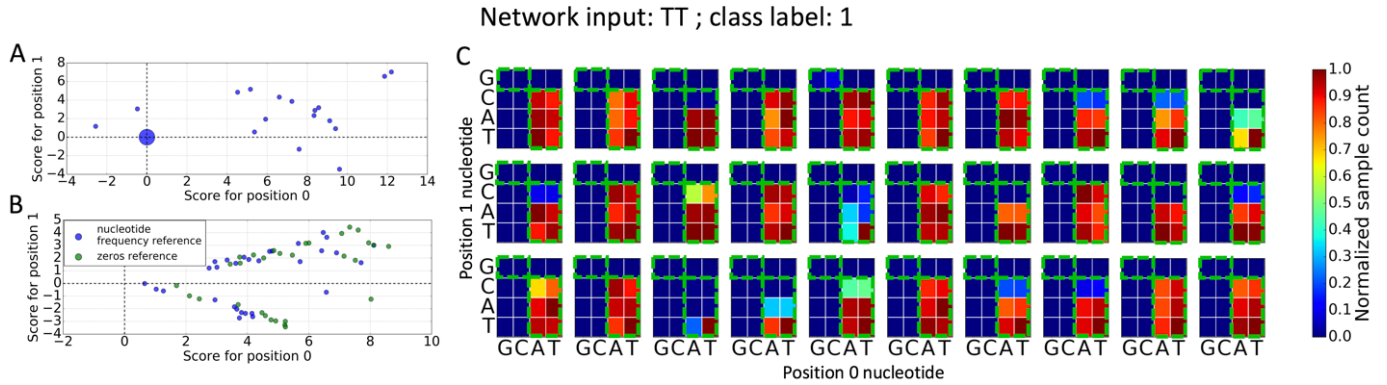 Network input: TT ; class label: 1
A
Score for position 1
8
6
4
2
0
−2
−4
−4 −2 0 2 4 6 8 10 12 14
Score for position 0
B
Score for position 1
5
4
3
2
1
0
−1
−2
−3
−4
nucleotide
frequency reference
zeros reference
−2 0 2 4 6 8 10
Score for position 0
C
Position 1 nucleotide
G
C
A
T
G
C
A
T
G
C
A
T
GCAT GCAT GCAT GCAT GCAT GCAT GCAT GCAT GCAT GCAT
Position 0 nucleotide
1.0
0.9
0.8
0.7
0.6
0.5
0.4
0.3
0.2
0.1
0.0
Normalized sample count